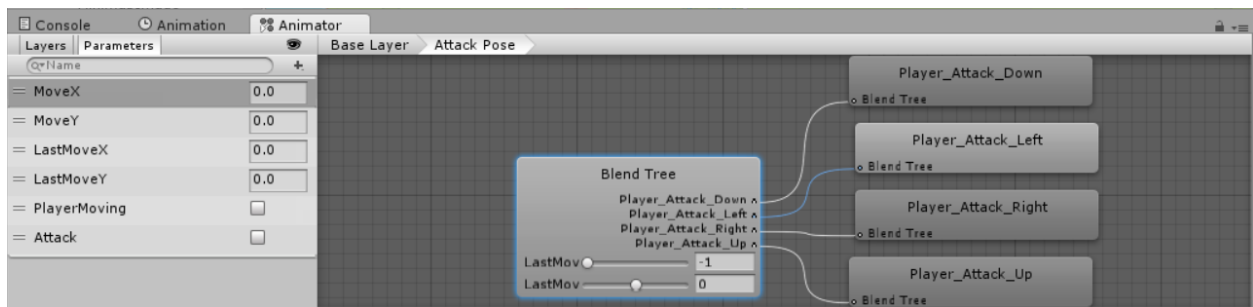 Console Animation Animator
Layers Parameters Base Layer Attack Pose
Name +
MoveX 0.0
MoveY 0.0
LastMoveX 0.0
LastMoveY 0.0
PlayerMoving
Attack
Blend Tree
Player_Attack_Down
Player_Attack_Left
Player_Attack_Right
Player_Attack_Up
LastMov -1
LastMov 0
Player_Attack_Down
Blend Tree
Player_Attack_Left
Blend Tree
Player_Attack_Right
Blend Tree
Player_Attack_Up
Blend Tree